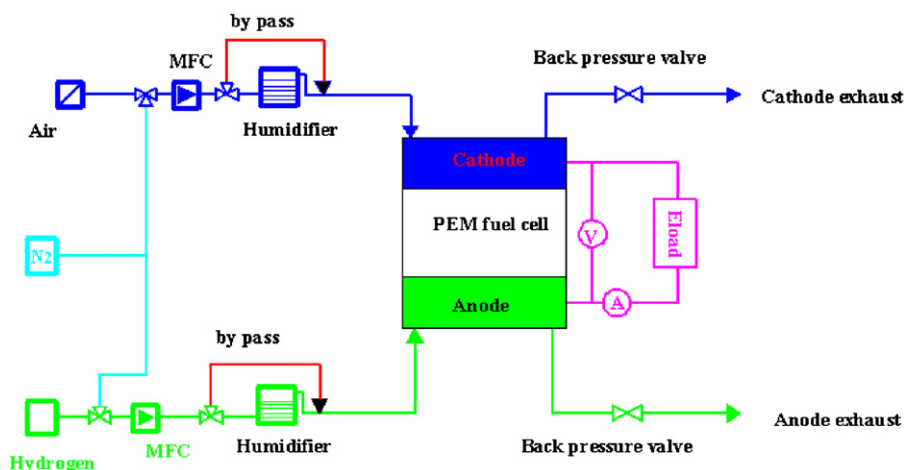 by pass
MFC
Back pressure valve
Air
Humidifier
Cathode exhaust
Cathode
PEM fuel cell
V
Eload
N2
Anode
A
by pass
Hydrogen
MFC
Humidifier
Back pressure valve
Anode exhaust